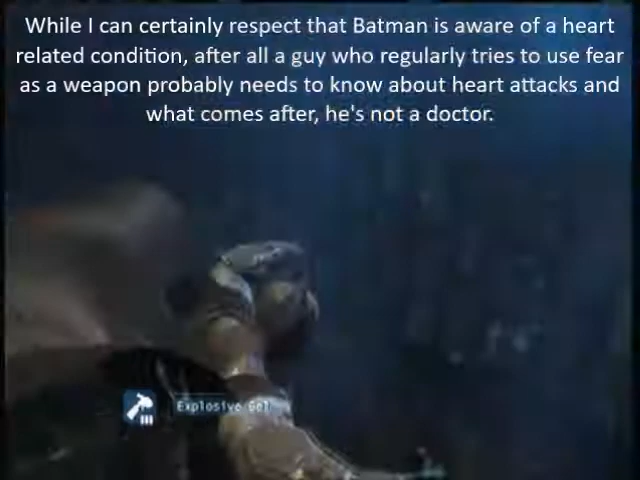 While I can certainly respect that Batman is aware of a heart
related condition, after all a guy who regularly tries to use fear
as a weapon probably needs to know about heart attacks and
what comes after, he's not a doctor.
Explosive Gel